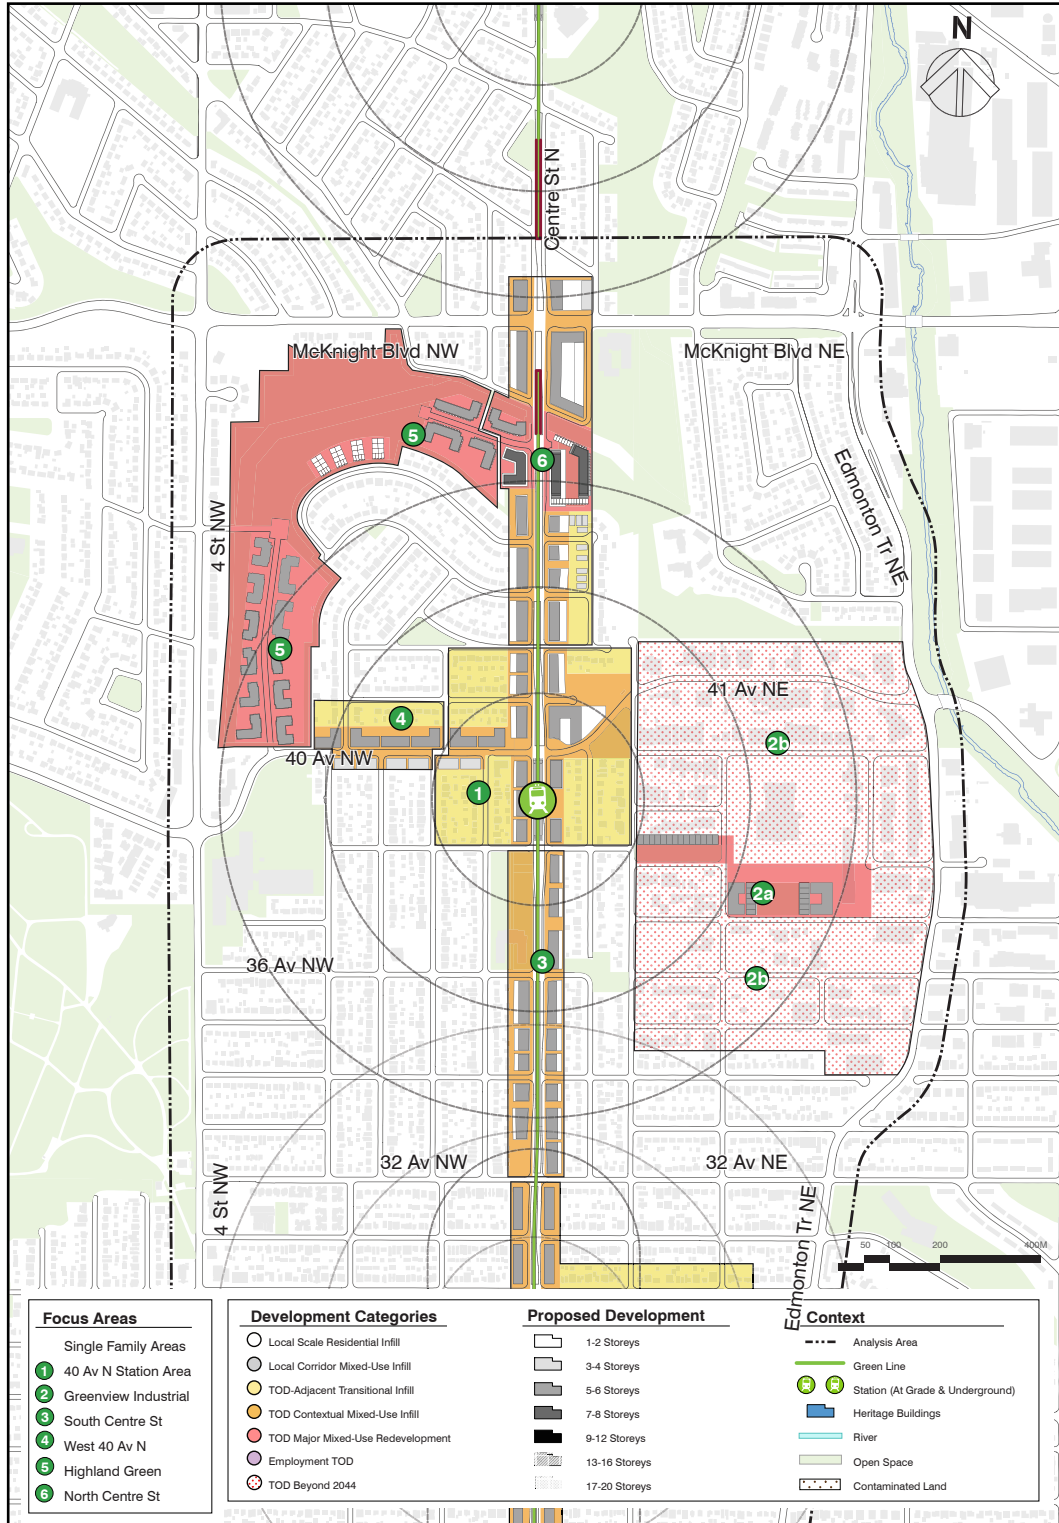 N
Centre St N
McKnight Blvd NW
McKnight Blvd NE
5
6
Edmonton Tr NE
4 St NW
5
41 Av NE
4
2b
40 Av NW
1
2a
3
36 Av NW
2b
32 Av NW
32 Av NE
4 St NW
Edmonton Tr NE
50 100 200 400M
Focus Areas
Single Family Areas
1 40 Av N Station Area
2 Greenview Industrial
3 South Centre St
4 West 40 Av N
5 Highland Green
6 North Centre St
Development Categories
Local Scale Residential Infill
Local Corridor Mixed-Use Infill
TOD-Adjacent Transitional Infill
TOD Contextual Mixed-Use Infill
TOD Major Mixed-Use Redevelopment
Employment TOD
TOD Beyond 2044
Proposed Development
1-2 Storeys
3-4 Storeys
5-6 Storeys
7-8 Storeys
9-12 Storeys
13-16 Storeys
17-20 Storeys
Context
Analysis Area
Green Line
Station (At Grade & Underground)
Heritage Buildings
River
Open Space
Contaminated Land